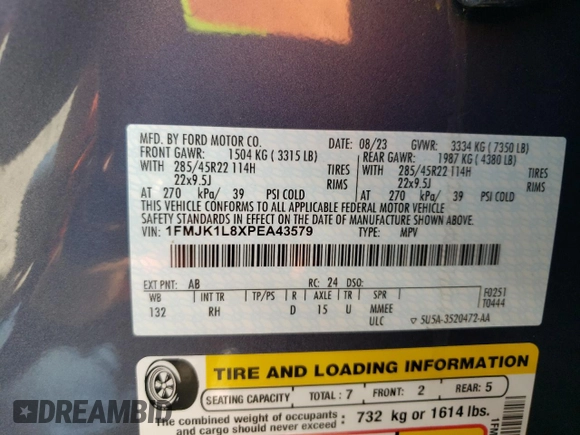 MFD. BY FORD MOTOR CO. DATE: 08/23 GVWR: 3334 KG (7350 LB)
FRONT GAWR: 1504 KG (3315 LB) REAR GAWR: 1987 KG (4380 LB)
WITH 285/45R22 114H TIRES 285/45R22 114H TIRES
22x9.5J RIMS 22x9.5J RIMS
AT 270 kPa/ 39 PSI COLD AT 270 kPa/ 39 PSI COLD
THIS VEHICLE CONFORMS TO ALL APPLICABLE FEDERAL MOTOR VEHICLE
SAFETY STANDARDS IN EFFECT ON THE DATE OF MANUFACTURE SHOWN ABOVE.
VIN: 1FMJK1L8XPEA43579 TYPE: MPV
EXT PNT: AB RC: 24 DSO:
WB INT TR TP/PS R AXLE TR SPR F0251
T0444
132 RH D 15 U MMEE
ULC ▽ 5U5A-3520472-AA
TIRE AND LOADING INFORMATION
SEATING CAPACITY TOTAL : 7 FRONT: 2 REAR: 5
The combined weight of occupants
and cargo should never exceed : 732 kg or 1614 lbs.
1FM
DREAMBID